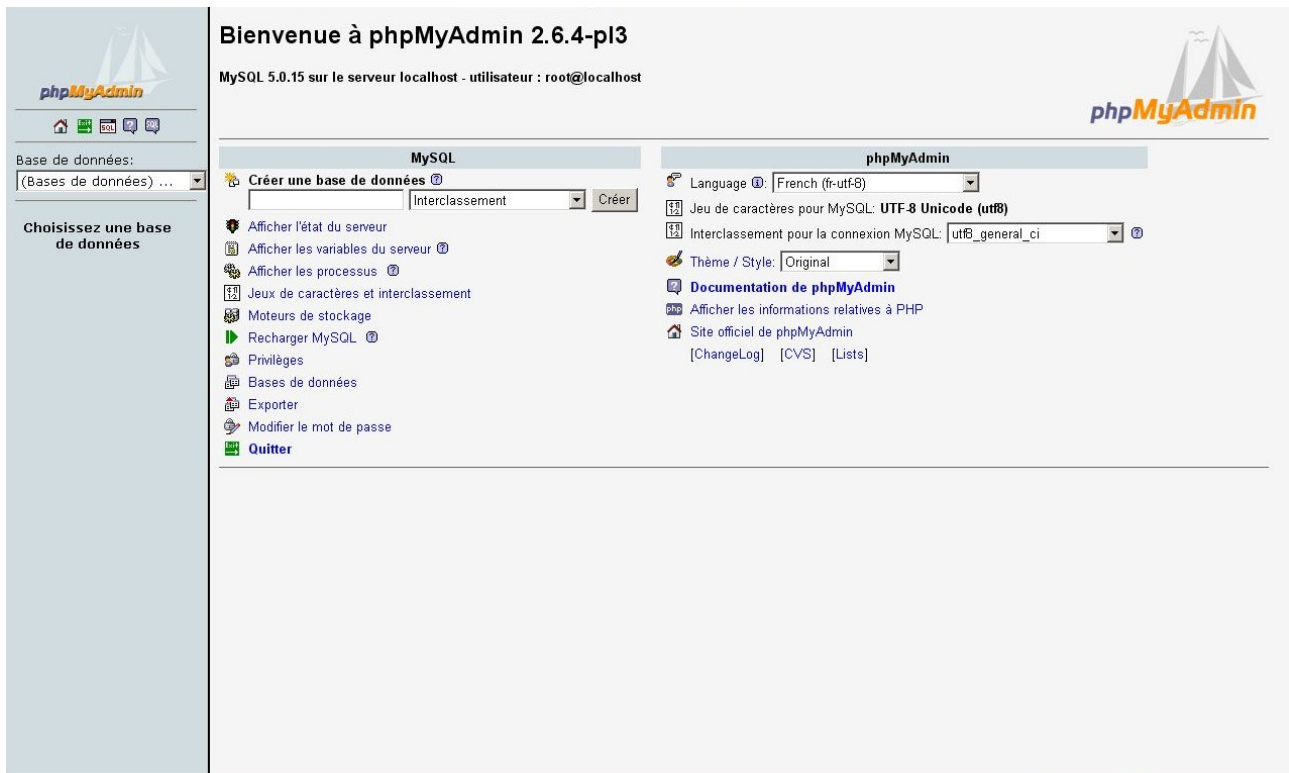 phpMyAdmin
Base de données:
(Bases de données) ...
Choisissez une base
de données
Bienvenue à phpMyAdmin 2.6.4-pl3
MySQL 5.0.15 sur le serveur localhost - utilisateur : root@localhost
phpMyAdmin
MySQL
Créer une base de données
Interclassement Créer
Afficher l'état du serveur
Afficher les variables du serveur
Afficher les processus
Jeux de caractères et interclassement
Moteurs de stockage
Recharger MySQL
Privilèges
Bases de données
Exporter
Modifier le mot de passe
Quitter
phpMyAdmin
Language : French (fr-utf-8)
Jeu de caractères pour MySQL: UTF-8 Unicode (utf8)
Interclassement pour la connexion MySQL: utf8_general_ci
Thème / Style: Original
Documentation de phpMyAdmin
php Afficher les informations relatives à PHP
Site officiel de phpMyAdmin
[ChangeLog] [CVS] [Lists]